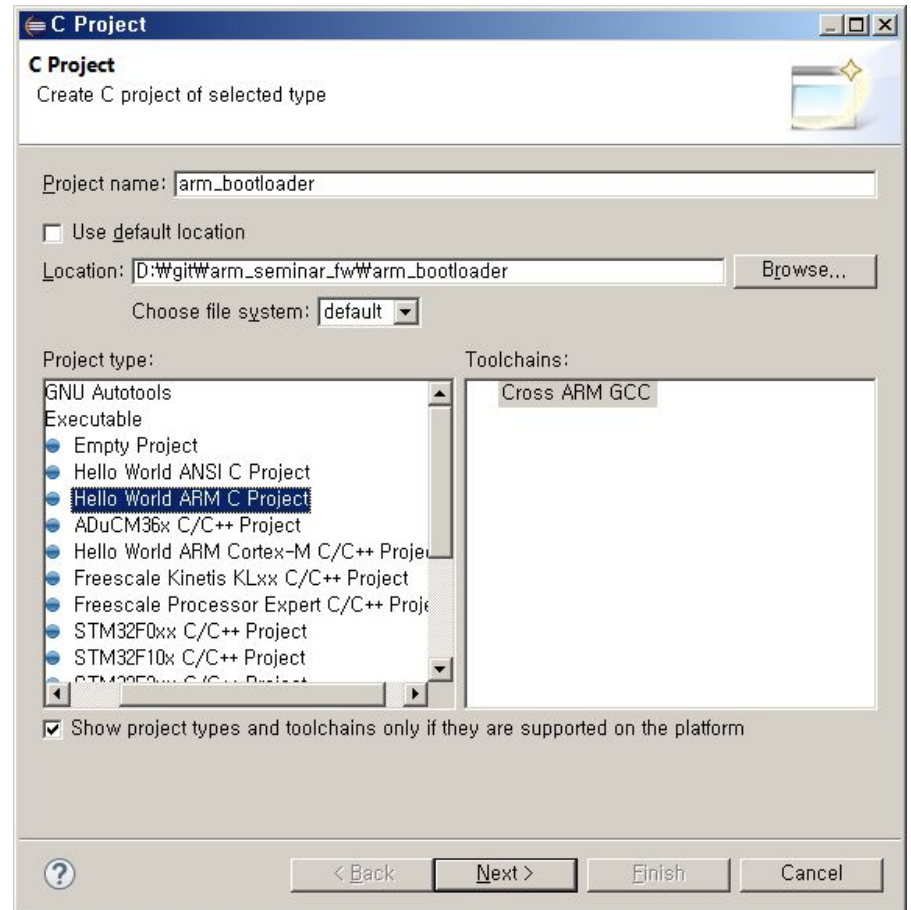 C Project
C Project
Create C project of selected type
Project name: arm_bootloader
Use default location
Location: D:₩git₩arm_seminar_fw₩arm_bootloader Browse...
Choose file system: default
Project type: Toolchains:
GNU Autotools Cross ARM GCC
Executable
Empty Project
Hello World ANSI C Project
Hello World ARM C Project
ADuCM36x C/C++ Project
Hello World ARM Cortex-M C/C++ Projec
Freescale Kinetis KLxx C/C++ Project
Freescale Processor Expert C/C++ Proje
STM32F0xx C/C++ Project
STM32F10x C/C++ Project
Show project types and toolchains only if they are supported on the platform
? < Back Next > Finish Cancel